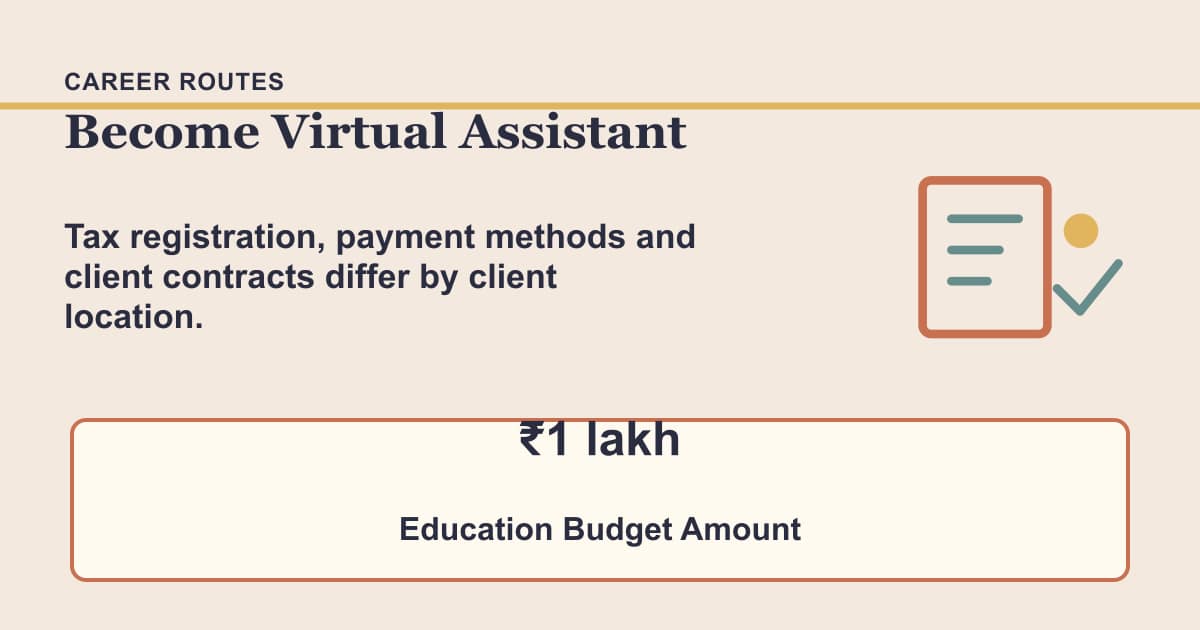 CAREER ROUTES
Become Virtual Assistant
Tax registration, payment methods and
client contracts differ by client
location.
₹1 lakh
Education Budget Amount